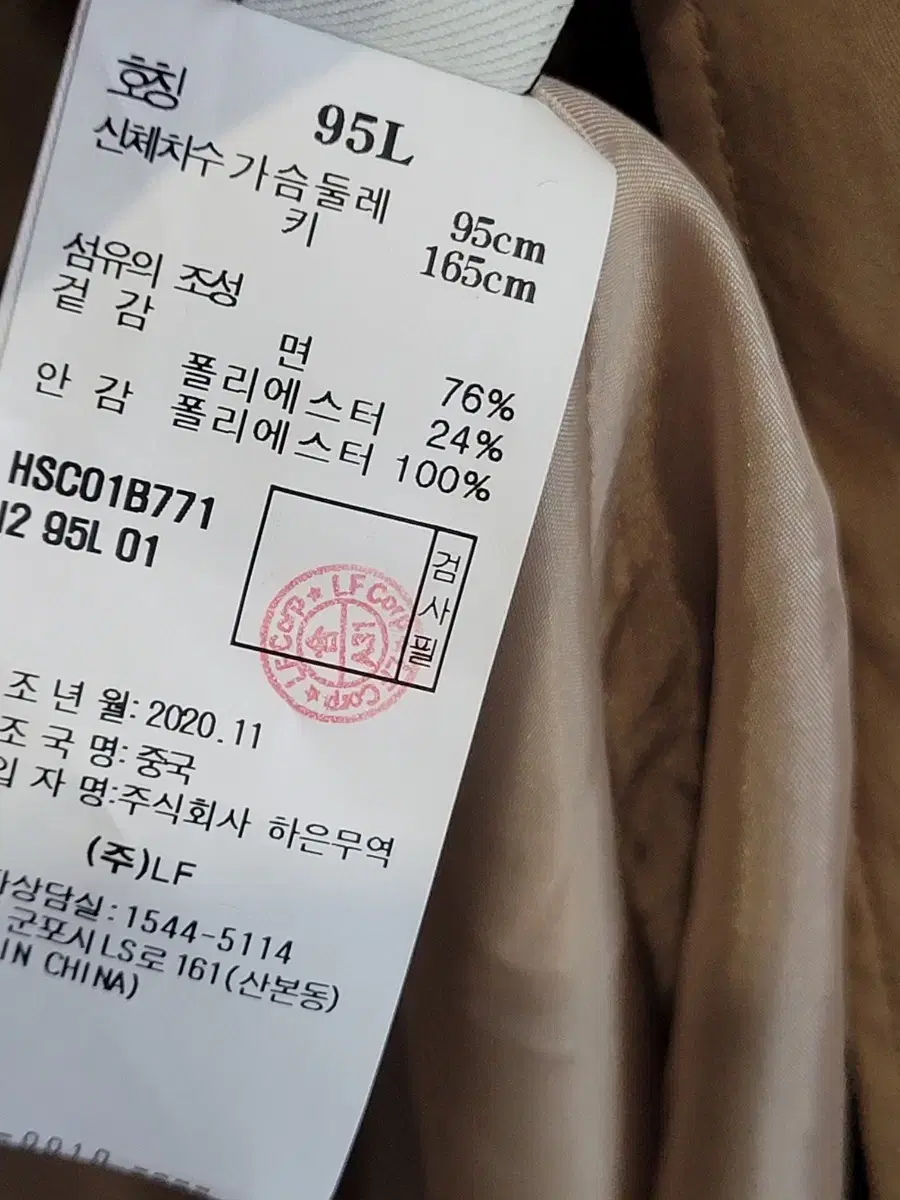 호칭 95L
신체치수 가슴둘레 95cm
키 165cm
섬유의 조성
겉 감 면 76%
폴리에스터 24%
안 감 폴리에스터 100%
HSC01B771
95L 01
검사필
LF Corp ★ LF Corp ★ Corp
조 년 월: 2020.11
조 국 명: 중국
입 자 명:주식회사 하은무역
(주)LF
상담실: 1544-5114
군포시 LS로 161(산본동)
IN CHINA)